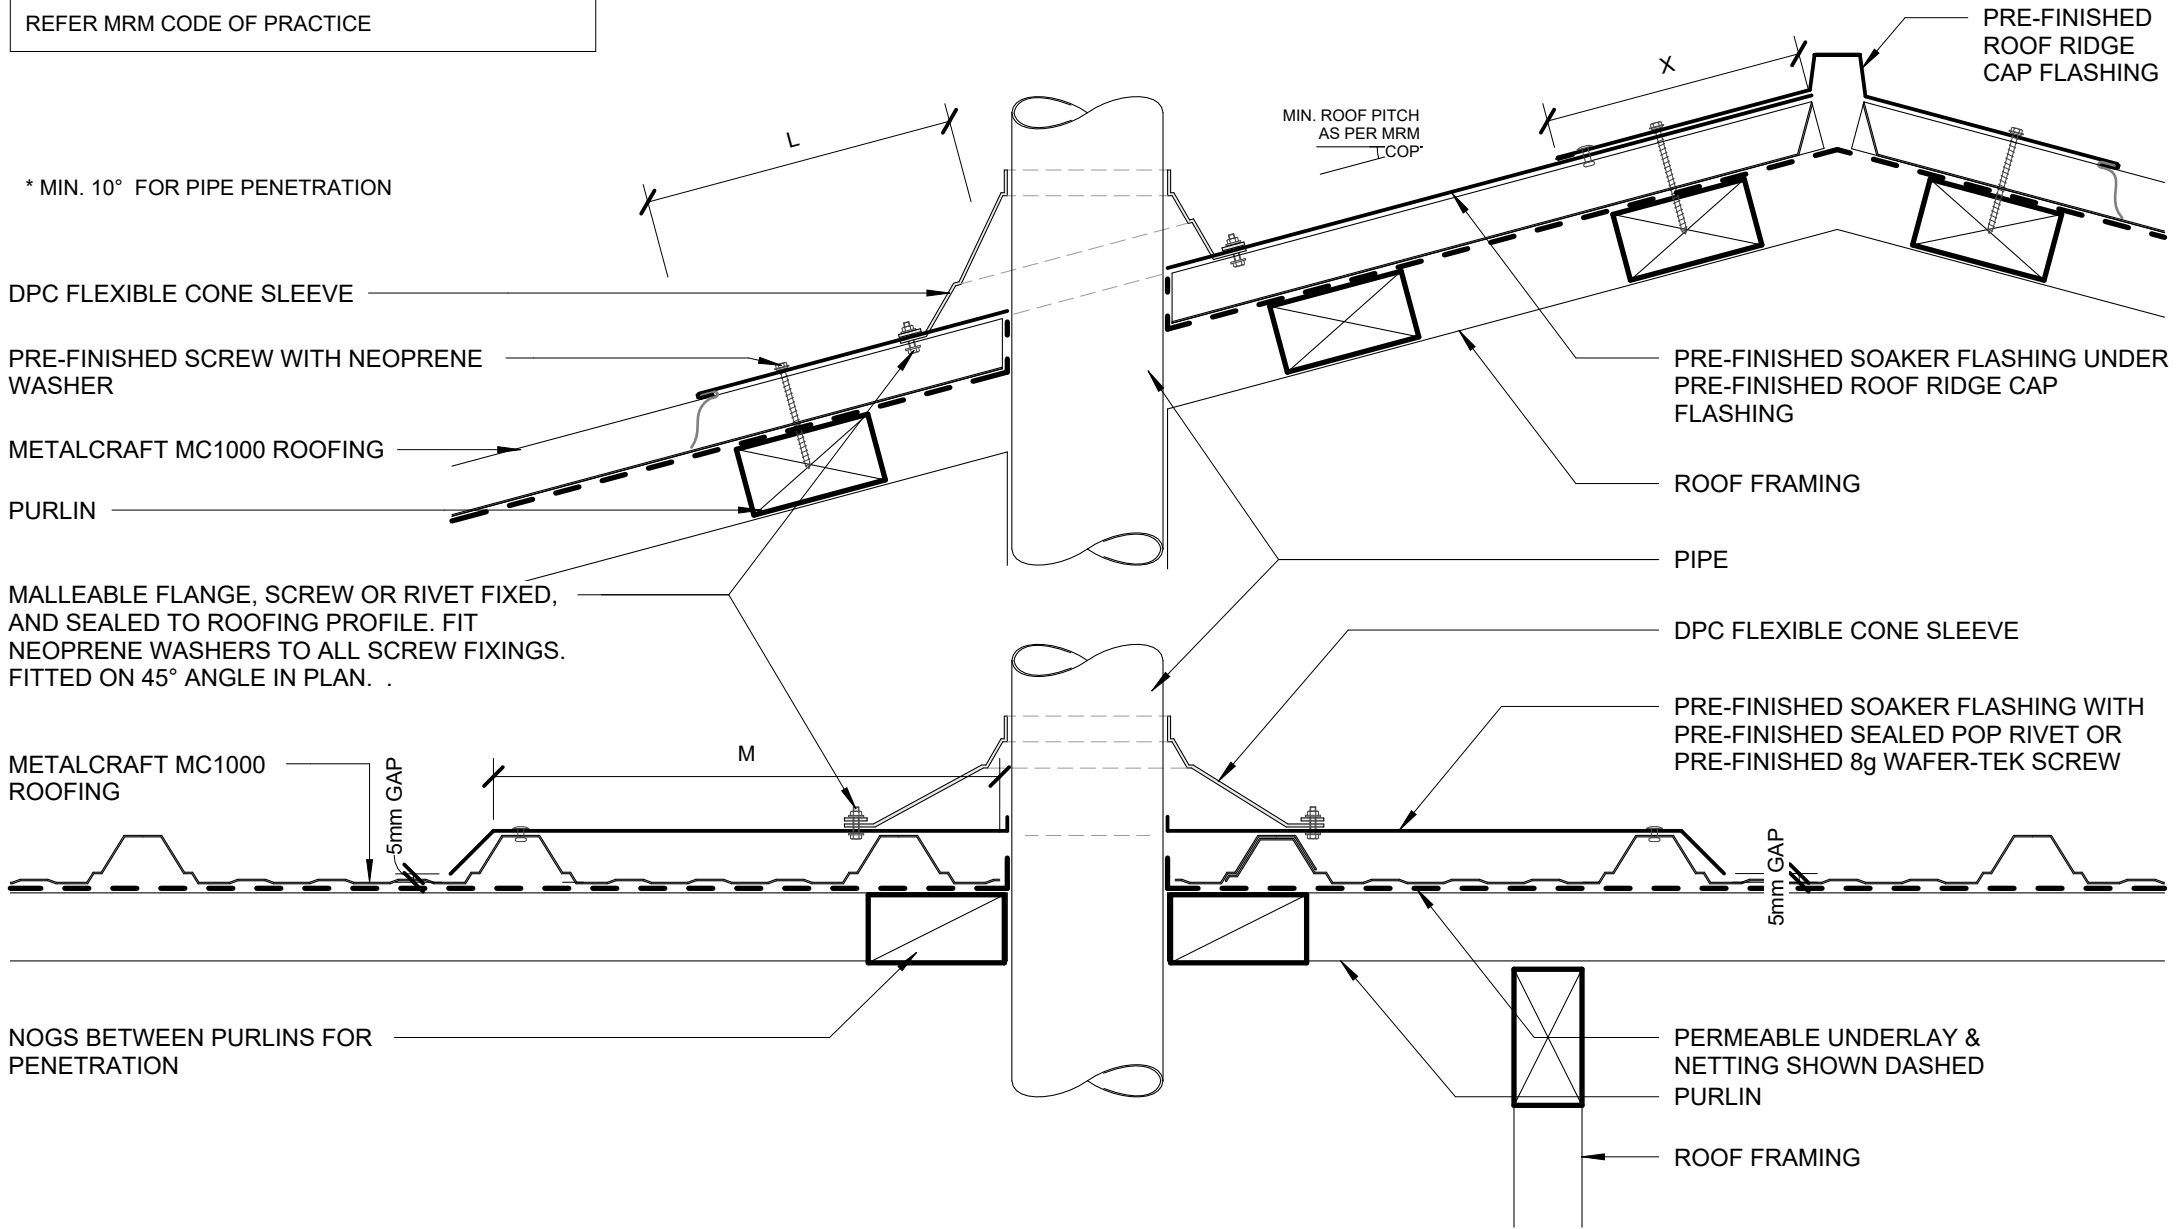 REFER MRM CODE OF PRACTICE
* MIN. 10° FOR PIPE PENETRATION
L
MIN. ROOF PITCH
AS PER MRM
COP
X
PRE-FINISHED
ROOF RIDGE
CAP FLASHING
DPC FLEXIBLE CONE SLEEVE
PRE-FINISHED SCREW WITH NEOPRENE
WASHER
METALCRAFT MC1000 ROOFING
PURLIN
MALLEABLE FLANGE, SCREW OR RIVET FIXED,
AND SEALED TO ROOFING PROFILE. FIT
NEOPRENE WASHERS TO ALL SCREW FIXINGS.
FITTED ON 45° ANGLE IN PLAN. .
PRE-FINISHED SOAKER FLASHING UNDER
PRE-FINISHED ROOF RIDGE CAP
FLASHING
ROOF FRAMING
PIPE
DPC FLEXIBLE CONE SLEEVE
PRE-FINISHED SOAKER FLASHING WITH
PRE-FINISHED SEALED POP RIVET OR
PRE-FINISHED 8g WAFER-TEK SCREW
METALCRAFT MC1000
ROOFING
5mm GAP
M
5mm GAP
NOGS BETWEEN PURLINS FOR
PENETRATION
PERMEABLE UNDERLAY &
NETTING SHOWN DASHED
PURLIN
ROOF FRAMING